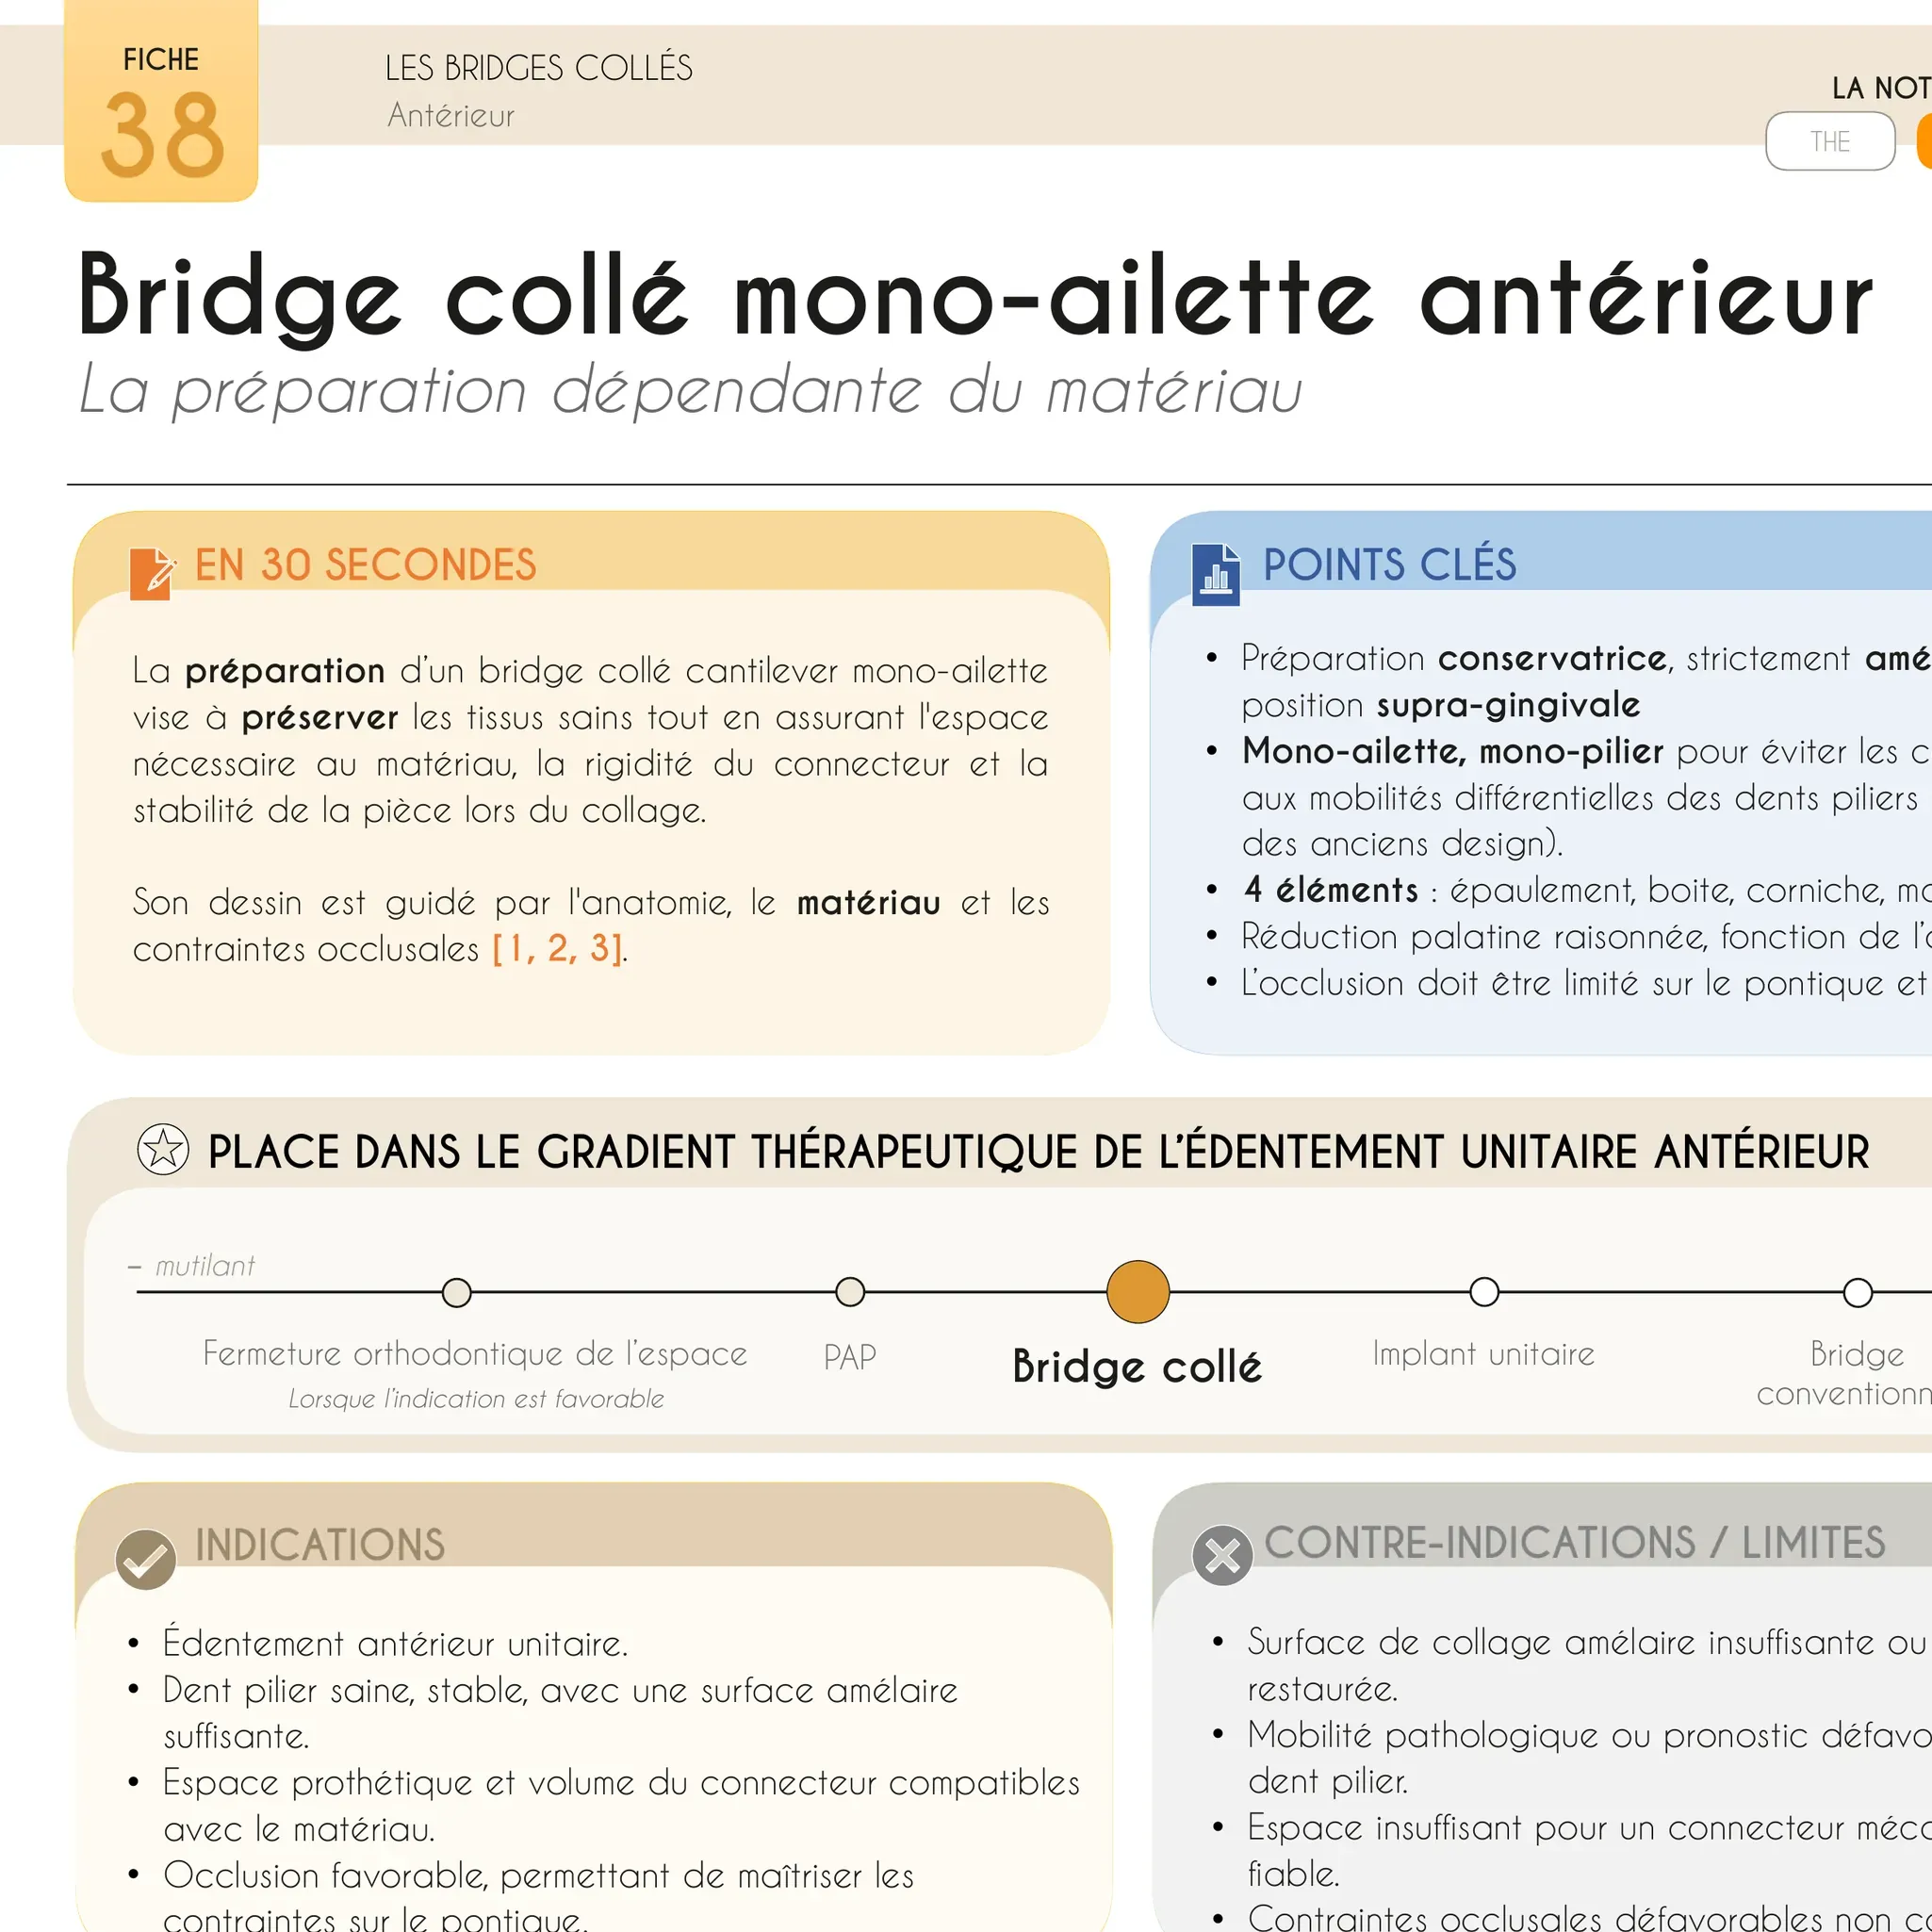 FICHE
38
LES BRIDGES COLLÉS
Antérieur
LA
THE
Bridge collé mono-ailette antérieur
La préparation dépendante du matériau
EN 30 SECONDES
La préparation d’un bridge collé cantilever mono-ailette
vise à préserver les tissus sains tout en assurant l'espace
nécessaire au matériau, la rigidité du connecteur et la
stabilité de la pièce lors du collage.
Son dessin est guidé par l'anatomie, le matériau et les
contraintes occlusales [1, 2, 3].
POINTS CLÉS
• Préparation conservatrice, strictement
position supra-gingivale
• Mono-ailette, mono-pilier pour éviter les
aux mobilités différentielles des dents piliers
des anciens design).
• 4 éléments : épaulement, boite, corniche,
• Réduction palatine raisonnée, fonction de
• L’occlusion doit être limité sur le pontique et
PLACE DANS LE GRADIENT THÉRAPEUTIQUE DE L’ÉDENTEMENT UNITAIRE ANTÉRIEUR
– mutilant
Fermeture orthodontique de l’espace
Lorsque l’indication est favorable
PAP
Bridge collé
Implant unitaire
Bridge
INDICATIONS
• Édentement antérieur unitaire.
• Dent pilier saine, stable, avec une surface amélaire
suffisante.
• Espace prothétique et volume du connecteur compatibles
avec le matériau.
• Occlusion favorable, permettant de maîtriser les
contraintes sur le pontique.
CONTRE-INDICATIONS / LIMITES
• Surface de collage amélaire insuffisante ou
restaurée.
• Mobilité pathologique ou pronostic
dent pilier.
• Espace insuffisant pour un connecteur
fiable.
• Contraintes occlusales défavorables non